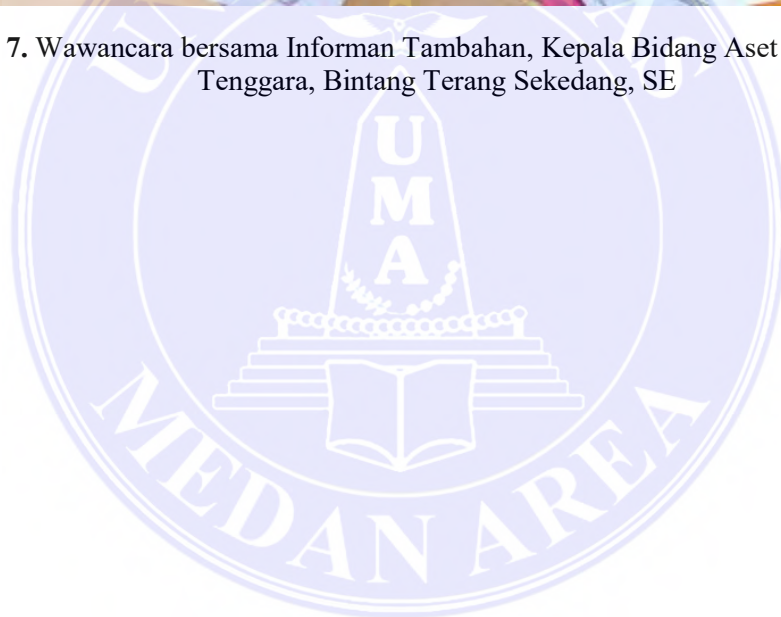 7. Wawancara bersama Informan Tambahan, Kepala Bidang Aset
Tenggara, Bintang Terang Sekedang, SE
U
M
A
MEDAN AREA